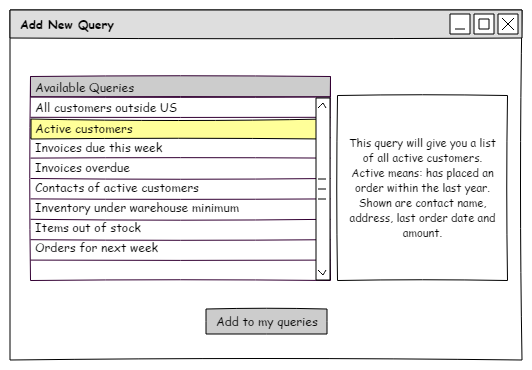 Add New Query
Available Queries
All customers outside US
Active customers
Invoices due this week
Invoices overdue
Contacts of active customers
Inventory under warehouse minimum
Items out of stock
Orders for next week
This query will give you a list
of all active customers.
Active means: has placed an
order within the last year.
Shown are contact name,
address, last order date and
amount.
Add to my queries